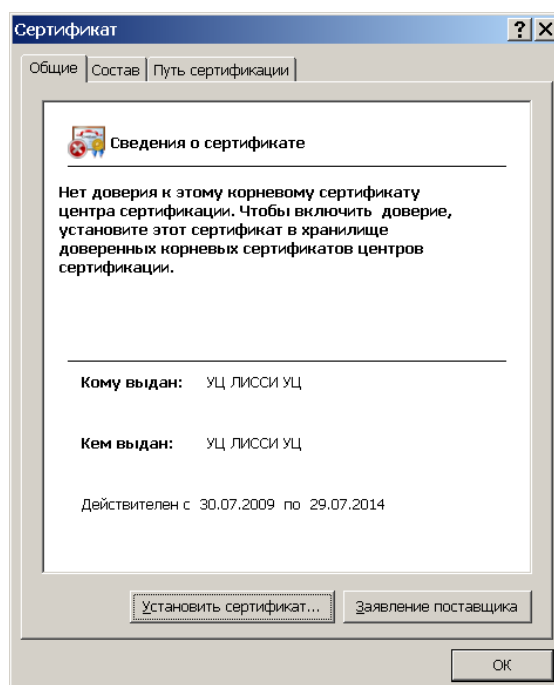 Сертификат
Общие Состав Путь сертификации
Сведения о сертификате
Нет доверия к этому корневому сертификату
центра сертификации. Чтобы включить доверие,
установите этот сертификат в хранилище
доверенных корневых сертификатов центров
сертификации.
Кому выдан: УЦ ЛИССИ УЦ
Кем выдан: УЦ ЛИССИ УЦ
Действителен с 30.07.2009 по 29.07.2014
Установить сертификат... Заявление поставщика
ОК